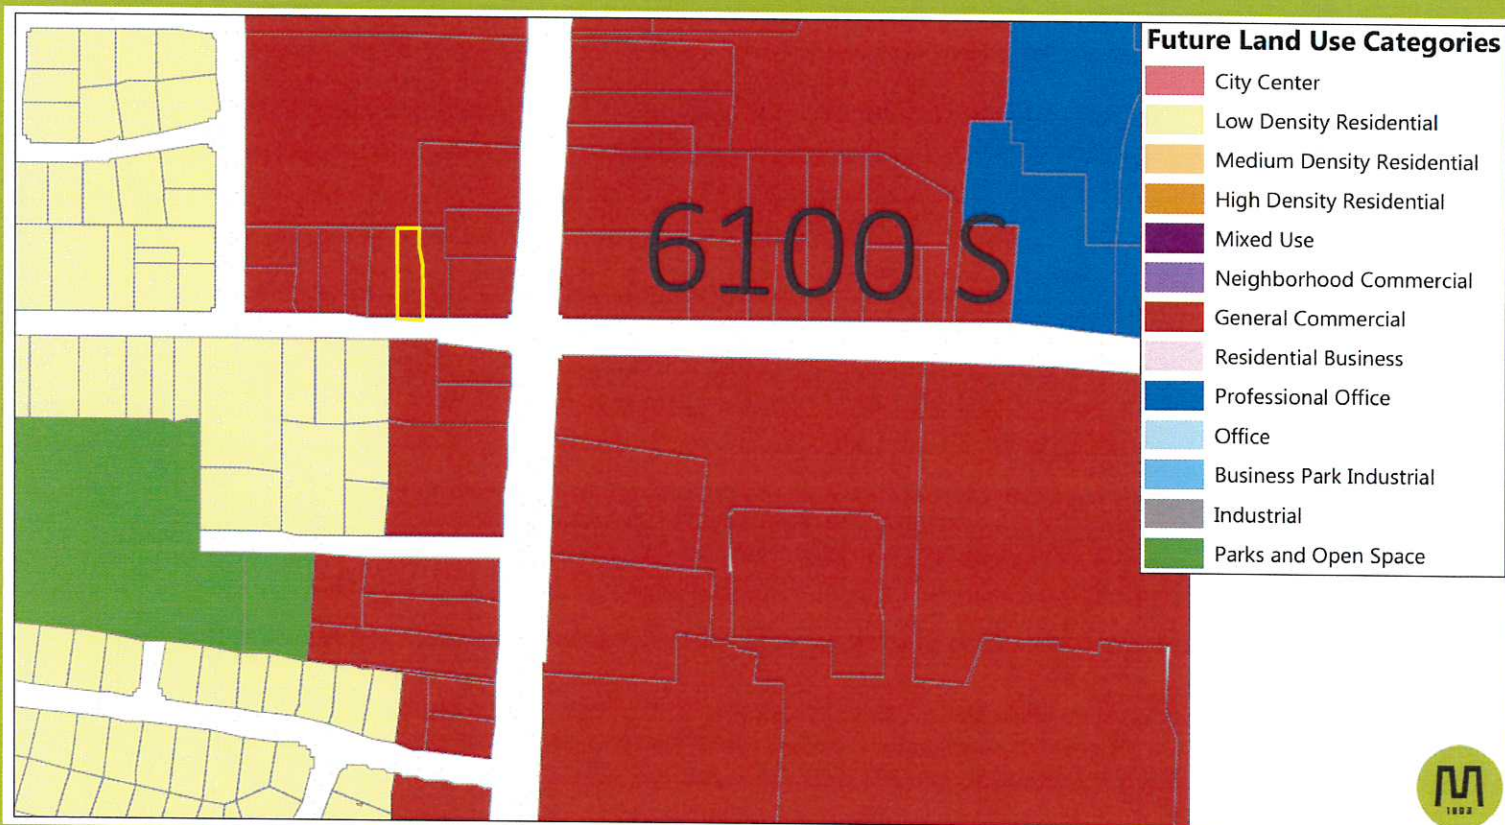 Future Land Use Categories
City Center
Low Density Residential
Medium Density Residential
High Density Residential
Mixed Use
Neighborhood Commercial
General Commercial
Residential Business
Professional Office
Office
Business Park Industrial
Industrial
Parks and Open Space
6100 S
M
1903